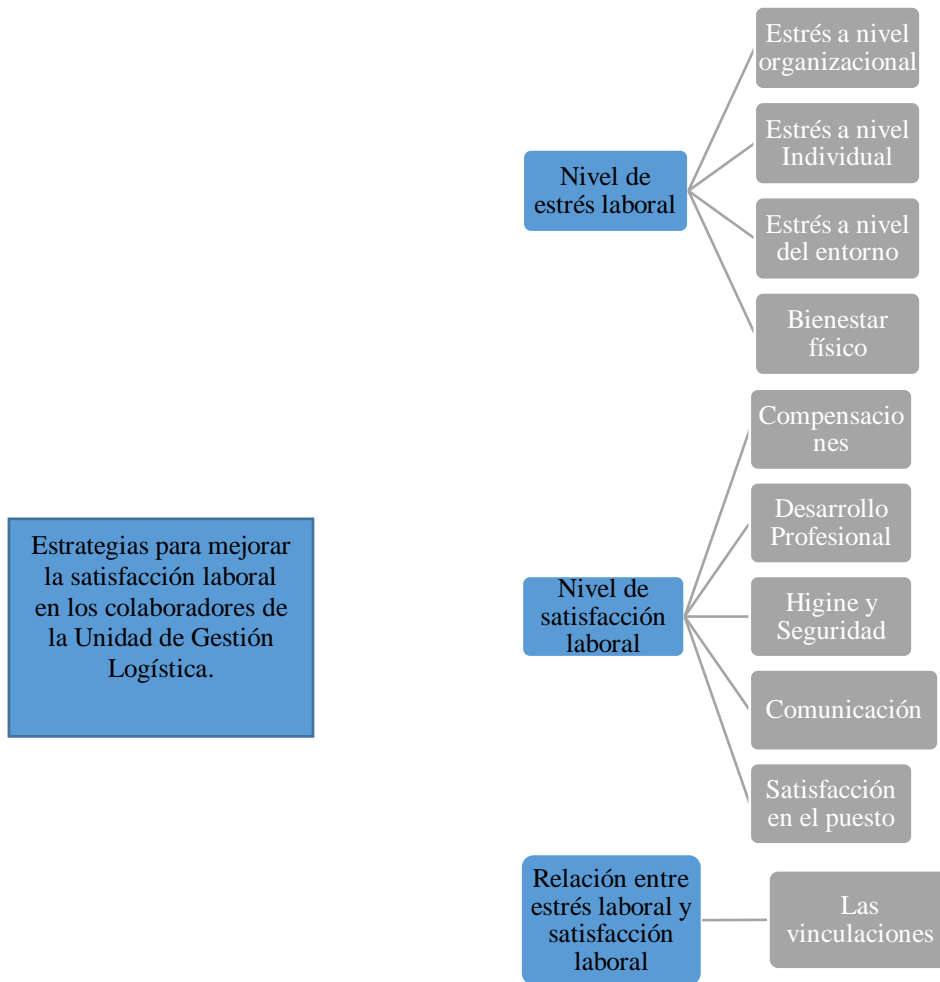 Estrategias para mejorar
la satisfacción laboral
en los colaboradores de
la Unidad de Gestión
Logística.
Nivel de
estrés laboral
Estrés a nivel
organizacional
Estrés a nivel
Individual
Estrés a nivel
del entorno
Bienestar
físico
Nivel de
satisfacción
laboral
Compensacio
nes
Desarrollo
Profesional
Higine y
Seguridad
Comunicación
Satisfacción
en el puesto
Relación entre
estrés laboral y
satisfacción
laboral
Las
vinculaciones